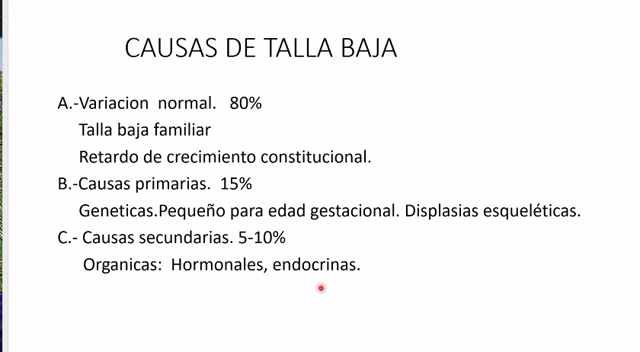 CAUSAS DE TALLA BAJA
A.-Variacion normal. 80%
Talla baja familiar
Retardo de crecimiento constitucional.
B.-Causas primarias. 15%
Geneticas.Pequeño para edad gestacional. Displasias esqueléticas.
C.- Causas secundarias. 5-10%
Organicas: Hormonales, endocrinas.